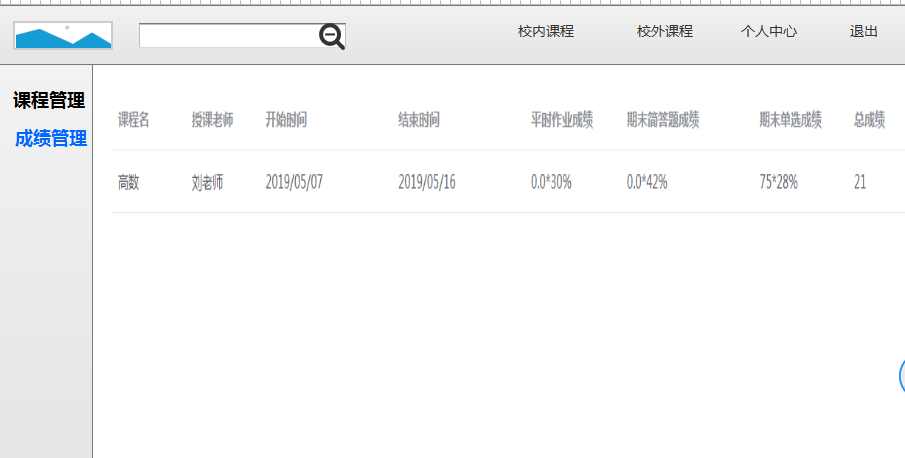 校内课程 校外课程 个人中心 退出
课程管理
成绩管理
课程名 授课老师 开始时间 结束时间 平时作业成绩 期末简答题成绩 期末单选成绩 总成绩
高数 刘老师 2019/05/07 2019/05/16 0.0*30% 0.0*42% 75*28% 21